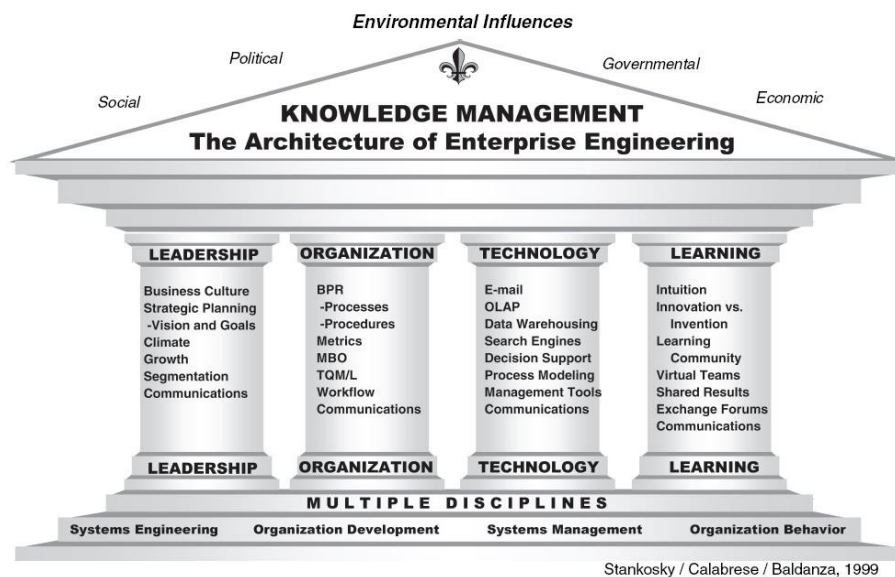 Environmental Influences
Political
Governmental
Social
Economic
KNOWLEDGE MANAGEMENT
The Architecture of Enterprise Engineering
LEADERSHIP
Business Culture
Strategic Planning
-Vision and Goals
Climate
Growth
Segmentation
Communications
LEADERSHIP
ORGANIZATION
BPR
-Processes
-Procedures
Metrics
MBO
TQM/L
Workflow
Communications
ORGANIZATION
TECHNOLOGY
E-mail
OLAP
Data Warehousing
Search Engines
Decision Support
Process Modeling
Management Tools
Communications
TECHNOLOGY
LEARNING
Intuition
Innovation vs.
Invention
Learning
Community
Virtual Teams
Shared Results
Exchange Forums
Communications
LEARNING
MULTIPLE DISCIPLINES
Systems Engineering Organization Development Systems Management Organization Behavior
Stankosky / Calabrese / Baldanza, 1999